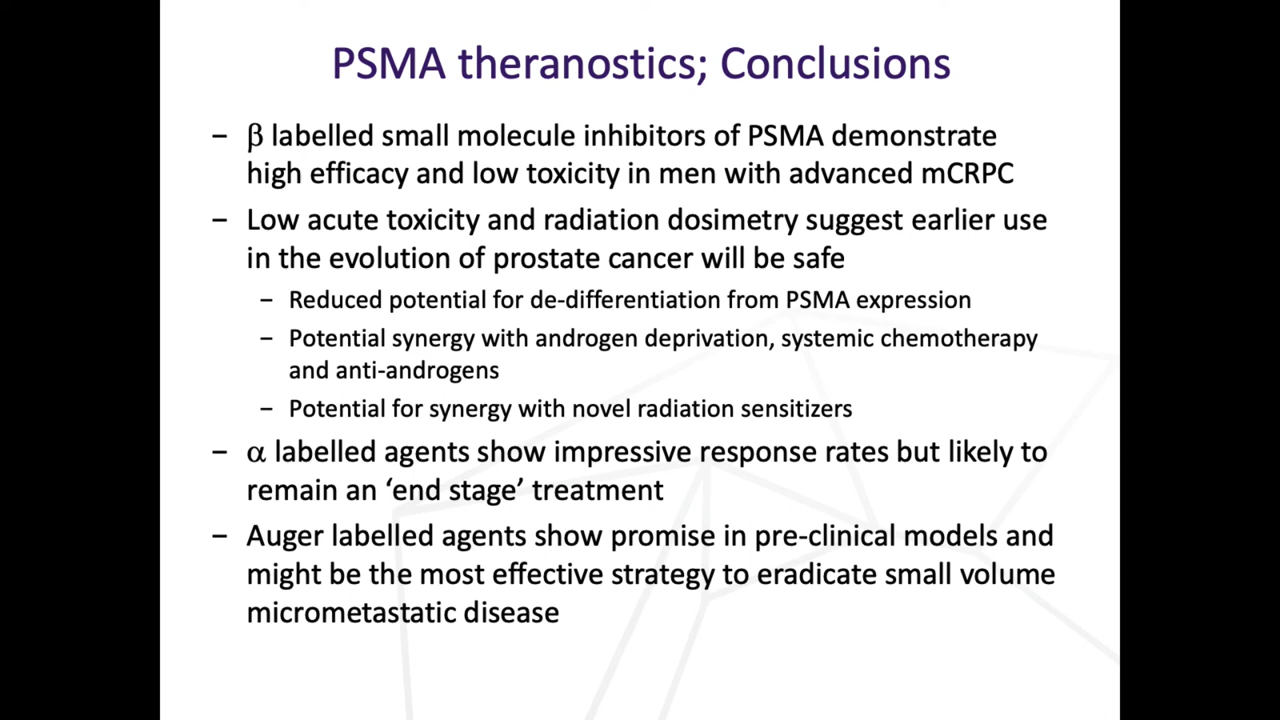 PSMA theranostics; Conclusions
– β labelled small molecule inhibitors of PSMA demonstrate
high efficacy and low toxicity in men with advanced mCRPC
– Low acute toxicity and radiation dosimetry suggest earlier use
in the evolution of prostate cancer will be safe
– Reduced potential for de-differentiation from PSMA expression
– Potential synergy with androgen deprivation, systemic chemotherapy
and anti-androgens
– Potential for synergy with novel radiation sensitizers
– α labelled agents show impressive response rates but likely to
remain an ‘end stage’ treatment
– Auger labelled agents show promise in pre-clinical models and
might be the most effective strategy to eradicate small volume
micrometastatic disease